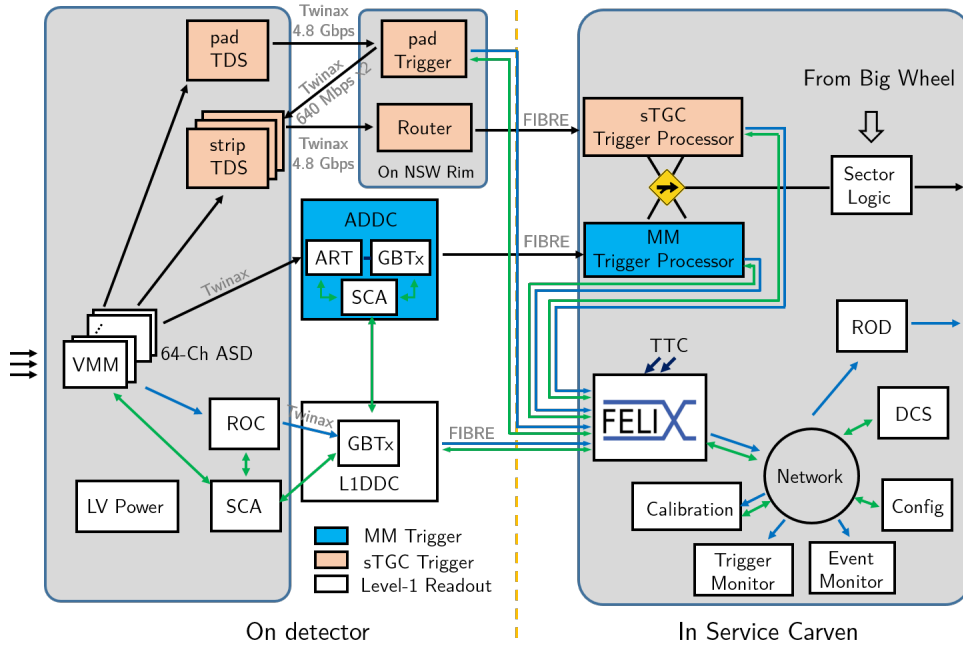 pad
TDS
Twinax
4.8 Gbps
pad
Trigger
Twinax
640 Mbps x2
strip
TDS
Twinax
4.8 Gbps
Router
On NSW Rim
FIBRE
sTGC
Trigger Processor
From Big Wheel
Sector
Logic
ADDC
ART
GBTx
SCA
FIBRE
MM
Trigger Processor
Twinax
VMM
64-Ch ASD
ROC
Twinax
GBTx
L1DDC
FIBRE
SCA
LV Power
TTC
FELIX
ROD
DCS
Network
Calibration
Config
Trigger
Monitor
Event
Monitor
MM Trigger
sTGC Trigger
Level-1 Readout
On detector
In Service Carven